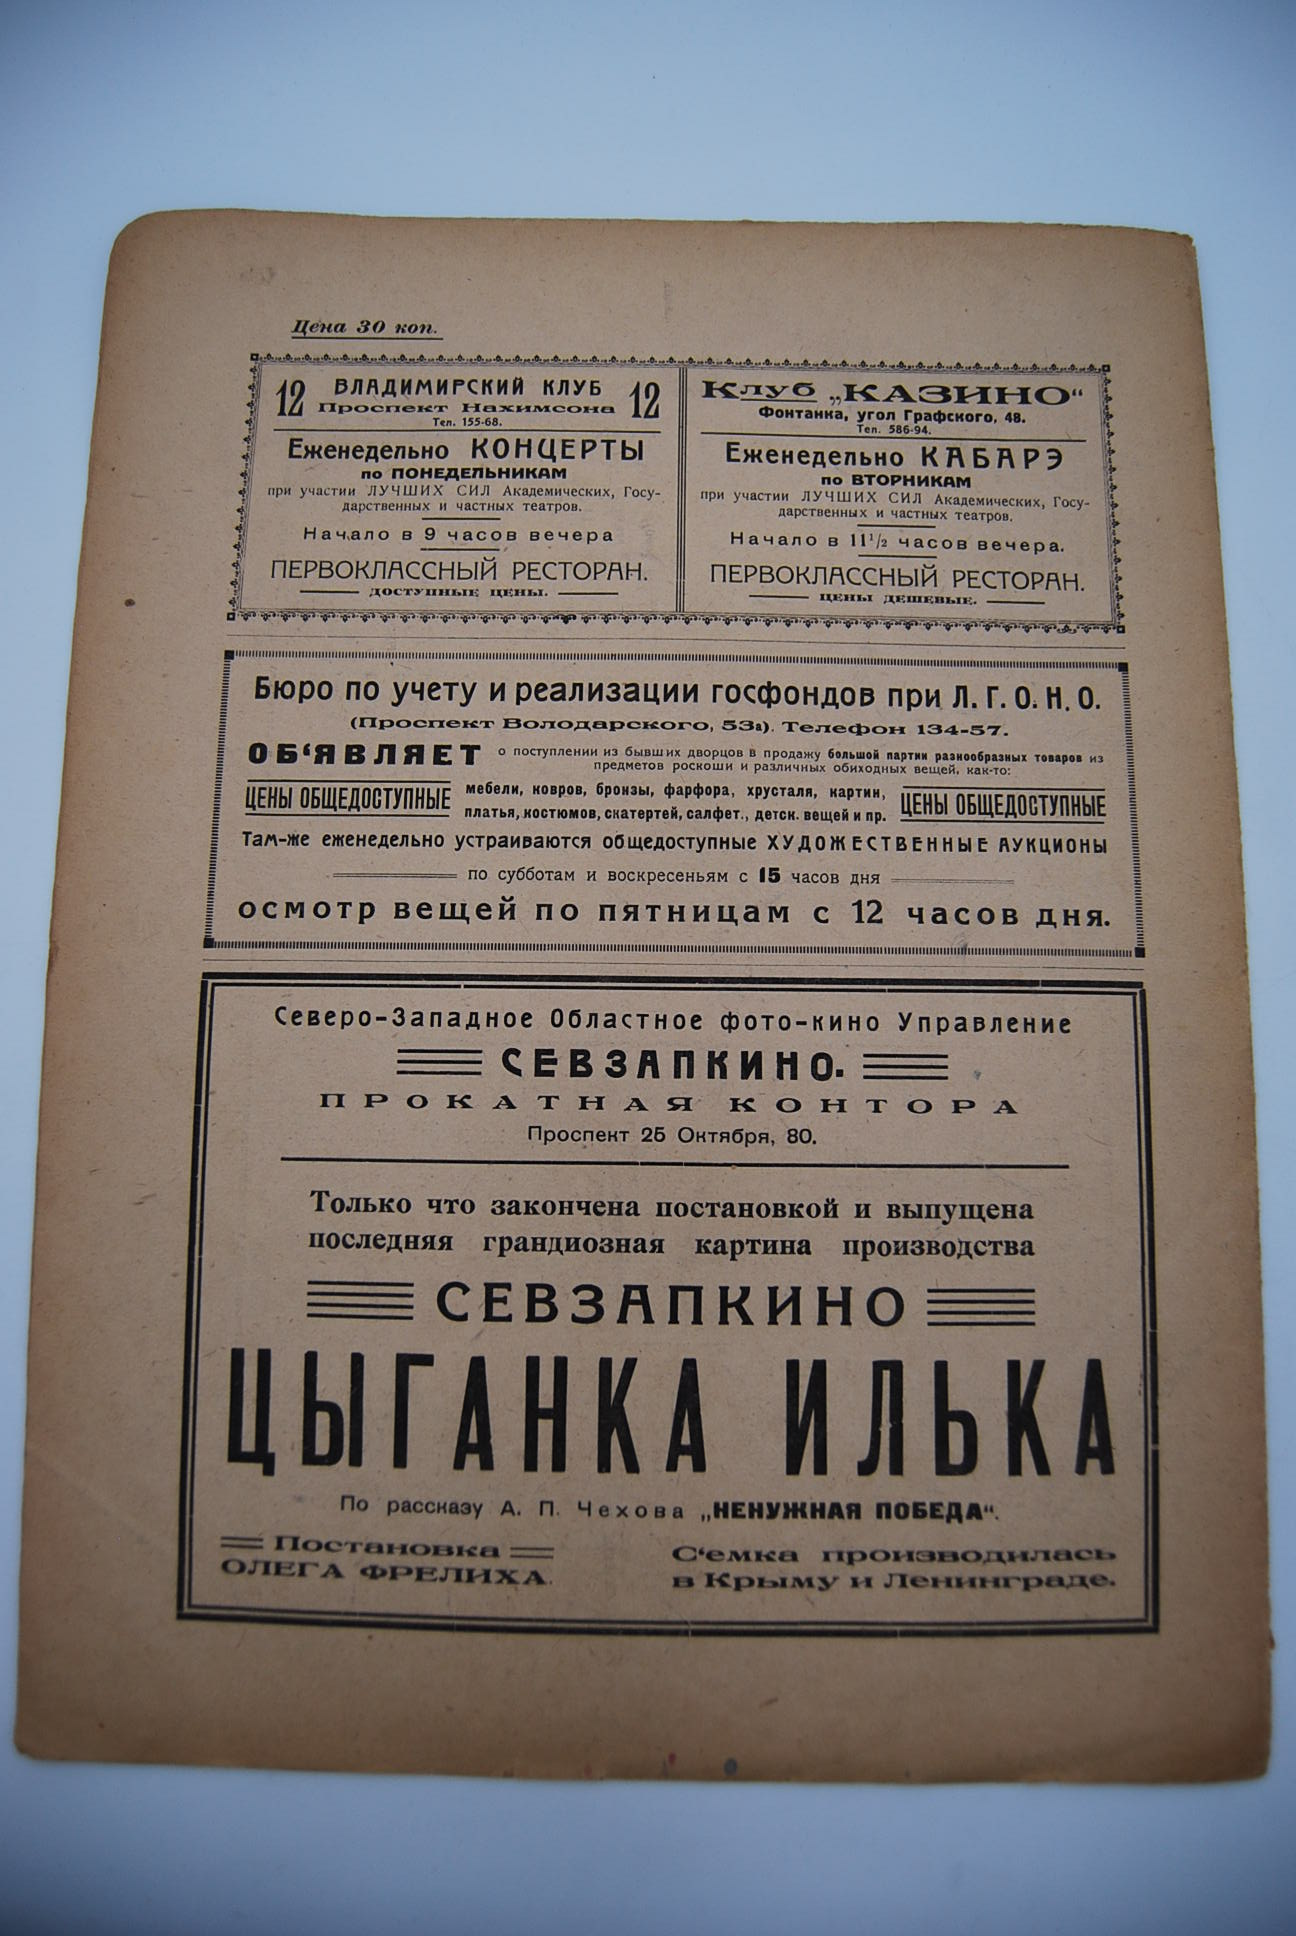 Цена 30 коп.
12 ВЛАДИМИРСКИЙ КЛУБ 12
Проспект Нахимсона
Тел. 155-68.
Еженедельно КОНЦЕРТЫ
по ПОНЕДЕЛЬНИКАМ
при участии ЛУЧШИХ СИЛ Академических, Госу-
дарственных и частных театров.
Начало в 9 часов вечера
ПЕРВОКЛАССНЫЙ РЕСТОРАН.
ДОСТУПНЫЕ ЦЕНЫ.
Клуб „КАЗИНО“
Фонтанка, угол Графского, 48.
Тел. 586-94.
Еженедельно КАБАРЭ
по ВТОРНИКАМ
при участии ЛУЧШИХ СИЛ Академических, Госу-
дарственных и частных театров.
Начало в 11½ часов вечера.
ПЕРВОКЛАССНЫЙ РЕСТОРАН.
ЦЕНЫ ДЕШЕВЫЕ.
Бюро по учету и реализации госфондов при Л. Г. О. Н. О.
(Проспект Володарского, 53а). Телефон 134-57.
ОБ‘ЯВЛЯЕТ о поступлении из бывших дворцов в продажу большой партии разнообразных товаров из
предметов роскоши и различных обиходных вещей, как-то:
ЦЕНЫ ОБЩЕДОСТУПНЫЕ мебели, ковров, бронзы, фарфора, хрусталя, картин, ЦЕНЫ ОБЩЕДОСТУПНЫЕ
платья, костюмов, скатертей, салфет., детск. вещей и пр.
Там-же еженедельно устраиваются общедоступные ХУДОЖЕСТВЕННЫЕ АУКЦИОНЫ
по субботам и воскресеньям с 15 часов дня
осмотр вещей по пятницам с 12 часов дня.
Северо-Западное Областное фото-кино Управление
СЕВЗАПКИНО.
ПРОКАТНАЯ КОНТОРА
Проспект 25 Октября, 80.
Только что закончена постановкой и выпущена
последняя грандиозная картина производства
СЕВЗАПКИНО
ЦЫГАНКА ИЛЬКА
По рассказу А. П. Чехова „НЕНУЖНАЯ ПОБЕДА“.
Постановка
ОЛЕГА ФРЕЛИХА.
С‘емка производилась
в Крыму и Ленинграде.